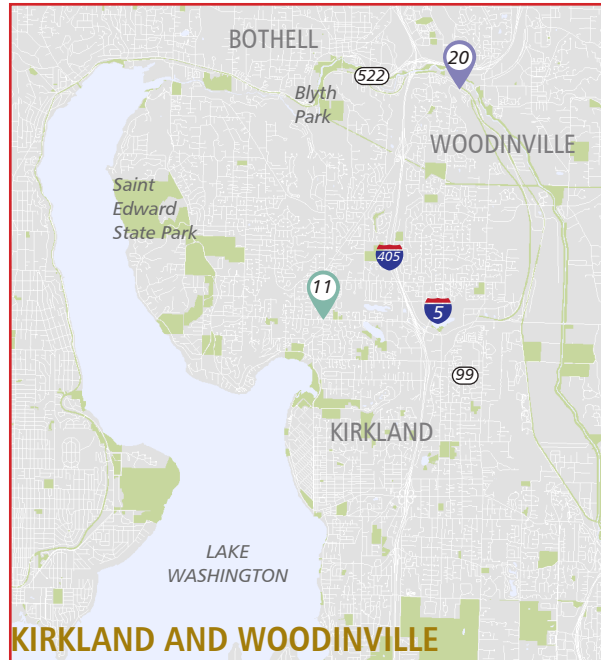 BOTHELL
20
522
Blyth
Park
WOODINVILLE
Saint
Edward
State Park
405
11
5
99
KIRKLAND
LAKE
WASHINGTON
KIRKLAND AND WOODINVILLE